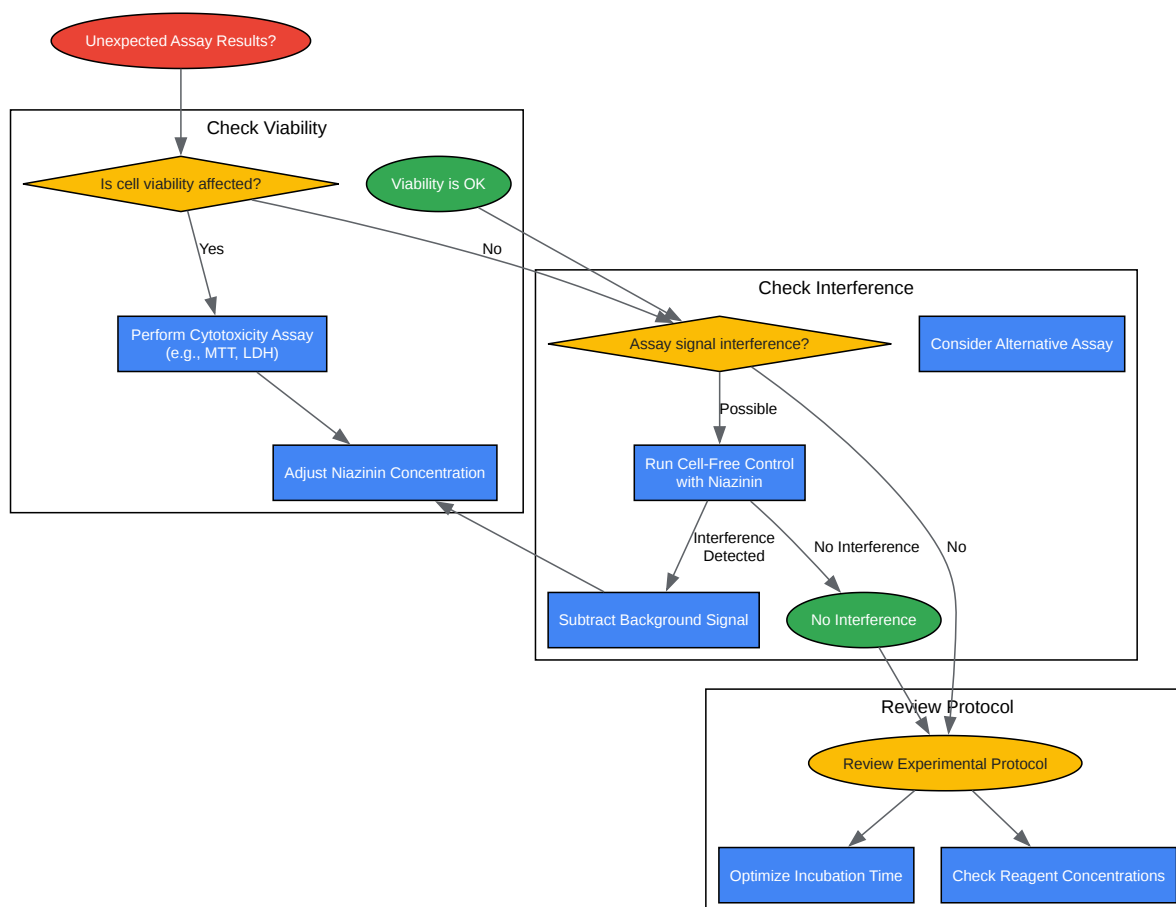 Unexpected Assay Results?
Check Viability
Is cell viability affected?
Viability is OK
Yes
No
Perform Cytotoxicity Assay
(e.g., MTT, LDH)
Adjust Niazinin Concentration
Check Interference
Assay signal interference?
Consider Alternative Assay
Possible
Run Cell-Free Control
with Niazinin
Interference
Detected
No Interference
No
Subtract Background Signal
No Interference
Review Protocol
Review Experimental Protocol
Optimize Incubation Time
Check Reagent Concentrations